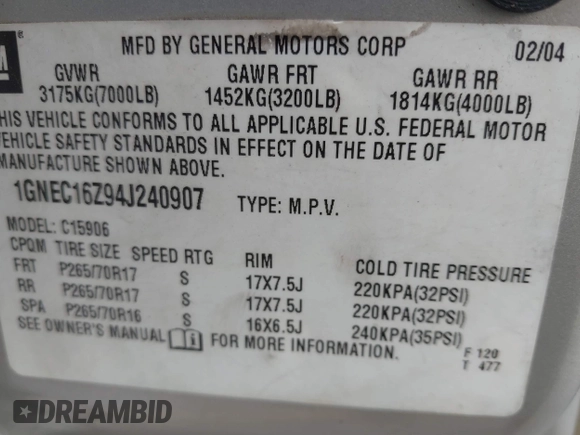 GM
MFD BY GENERAL MOTORS CORP 02/04
GVWR GAWR FRT GAWR RR
3175KG(7000LB) 1452KG(3200LB) 1814KG(4000LB)
THIS VEHICLE CONFORMS TO ALL APPLICABLE U.S. FEDERAL MOTOR
VEHICLE SAFETY STANDARDS IN EFFECT ON THE DATE OF
MANUFACTURE SHOWN ABOVE.
1GNEC16Z94J240907 TYPE: M.P.V.
MODEL: C15906
CPQM TIRE SIZE SPEED RTG RIM COLD TIRE PRESSURE
FRT P265/70R17 S 17X7.5J 220KPA(32PSI)
RR P265/70R17 S 17X7.5J 220KPA(32PSI)
SPA P265/70R16 S 16X6.5J 240KPA(35PSI)
SEE OWNER'S MANUAL i FOR MORE INFORMATION.
F 120
T 477
DREAMBID